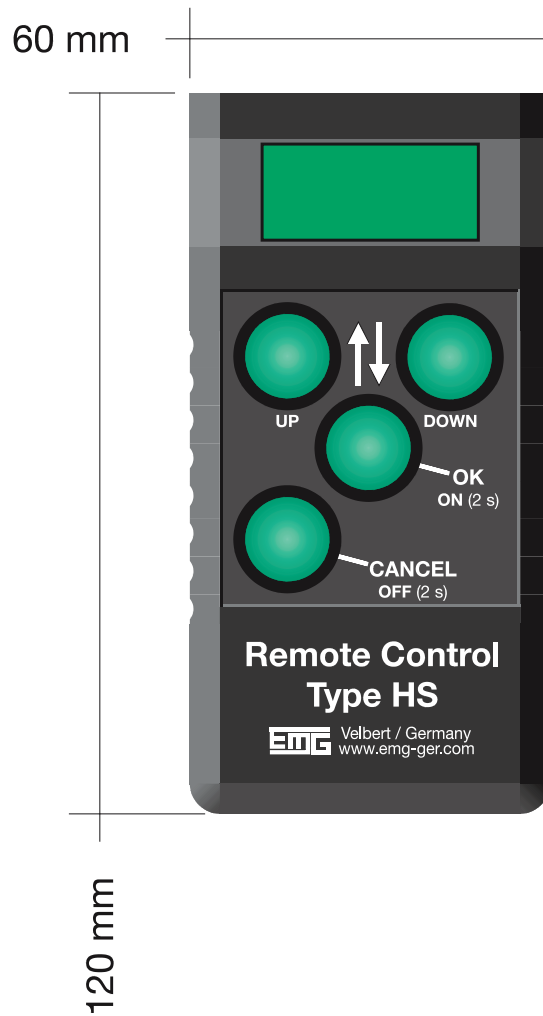 60 mm
UP
DOWN
OK
ON (2 s)
CANCEL
OFF (2 s)
Remote Control
Type HS
EMG
Velbert / Germany
www.emg-ger.com
120 mm